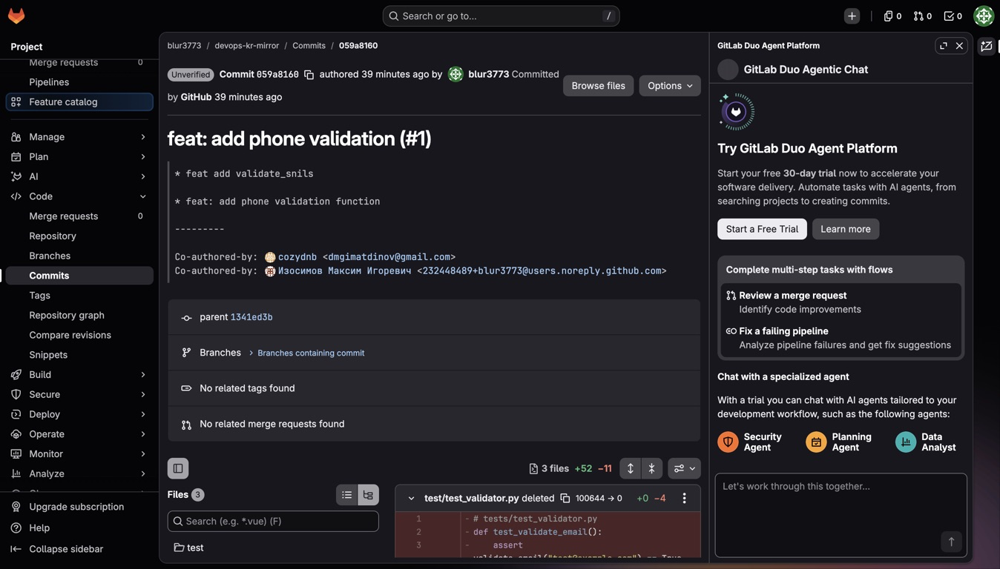 Search or go to...
/
0
0
0
Project
Merge requests
0
Pipelines
Feature catalog
Manage
Plan
AI
Code
Merge requests
0
Repository
Branches
Commits
Tags
Repository graph
Compare revisions
Snippets
Build
Secure
Deploy
Operate
Monitor
Analyze
Upgrade subscription
Help
Collapse sidebar
blur3773 / devops-kr-mirror / Commits / 059a8160
Unverified Commit 059a8160 authored 39 minutes ago by blur3773 Committed
by GitHub 39 minutes ago
Browse files
Options
feat: add phone validation (#1)
* feat add validate_snils
* feat: add phone validation function
---------
Co-authored-by: cozydnb <dmgimatdinov@gmail.com>
Co-authored-by: Изосимов Максим Игоревич <232448489+blur3773@users.noreply.github.com>
parent 1341ed3b
Branches > Branches containing commit
No related tags found
No related merge requests found
3 files +52 −11
Files 3
Search (e.g. *.vue) (F)
test
test/test_validator.py deleted 100644 → 0 +0 −4
1 - # tests/test_validator.py
2 - def test_validate_email():
3 - assert
validate_email("test@example.com") == True
GitLab Duo Agent Platform
GitLab Duo Agentic Chat
Try GitLab Duo Agent Platform
Start your free 30-day trial now to accelerate your
software delivery. Automate tasks with AI agents, from
searching projects to creating commits.
Start a Free Trial
Learn more
Complete multi-step tasks with flows
Review a merge request
Identify code improvements
Fix a failing pipeline
Analyze pipeline failures and get fix suggestions
Chat with a specialized agent
With a trial you can chat with AI agents tailored to your
development workflow, such as the following agents:
Security
Agent
Planning
Agent
Data
Analyst
Let's work through this together...